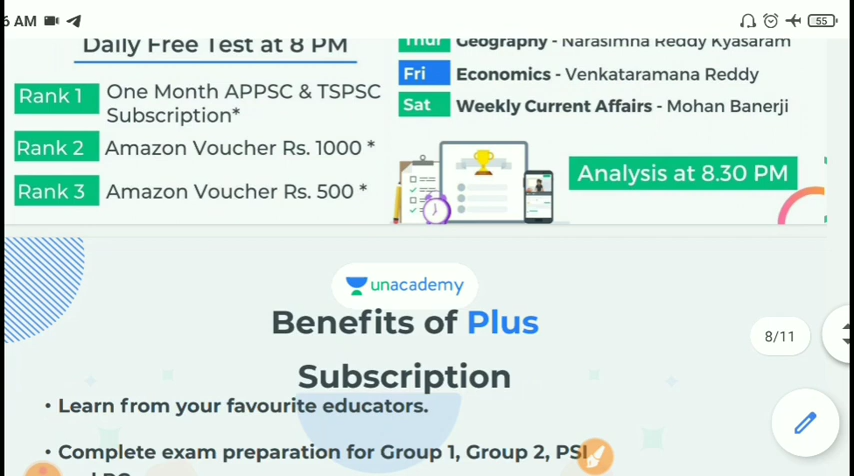 6 AM
55
Daily Free Test at 8 PM
Rank 1 One Month APPSC & TSPSC
Subscription*
Rank 2 Amazon Voucher Rs. 1000 *
Rank 3 Amazon Voucher Rs. 500 *
Thur Geography - Narasimha Reddy Kyasaram
Fri Economics - Venkataramana Reddy
Sat Weekly Current Affairs - Mohan Banerji
Analysis at 8.30 PM
unacademy
Benefits of Plus
Subscription
8/11
• Learn from your favourite educators.
• Complete exam preparation for Group 1, Group 2, PSI